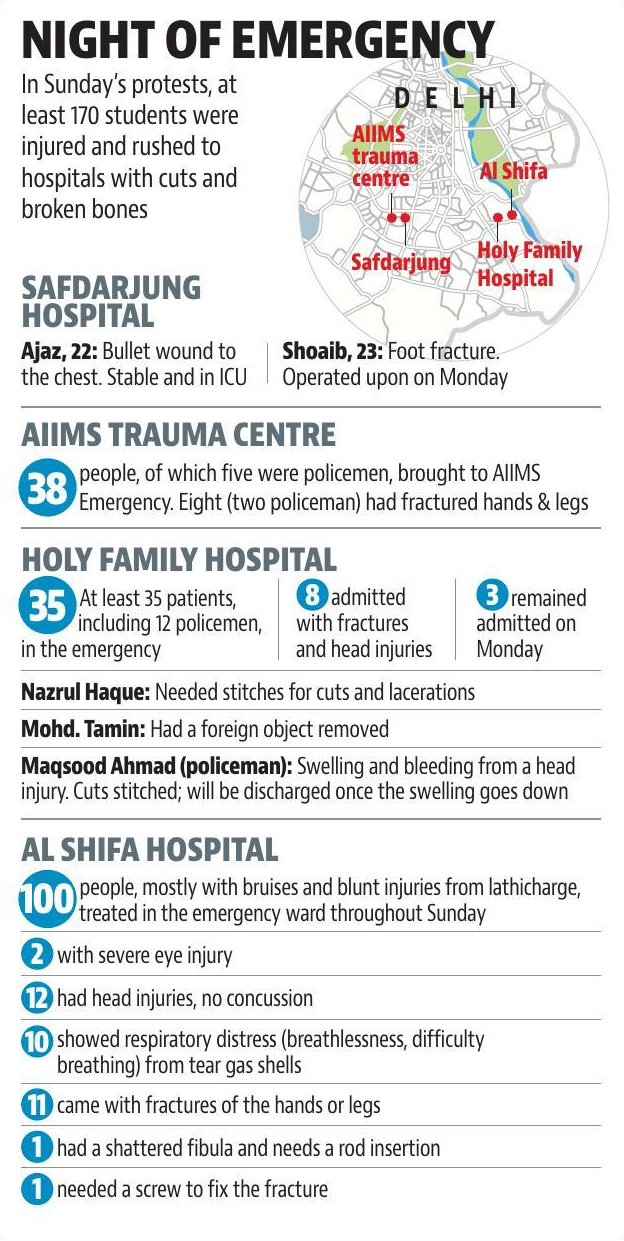 NIGHT OF EMERGENCY
In Sunday's protests, at
least 170 students were
injured and rushed to
hospitals with cuts and
broken bones
DELHI
AIIMS
trauma
centre
Al Shifa
Safdarjung
Holy Family
Hospital
SAFDARJUNG
HOSPITAL
Ajaz, 22: Bullet wound to
the chest. Stable and in ICU
Shoaib, 23: Foot fracture.
Operated upon on Monday
AIIMS TRAUMA CENTRE
38 people, of which five were policemen, brought to AIIMS
Emergency. Eight (two policeman) had fractured hands & legs
HOLY FAMILY HOSPITAL
35 At least 35 patients,
including 12 policemen,
in the emergency
8 admitted
with fractures
and head injuries
3 remained
admitted on
Monday
Nazrul Haque: Needed stitches for cuts and lacerations
Mohd. Tamin: Had a foreign object removed
Maqsood Ahmad (policeman): Swelling and bleeding from a head
injury. Cuts stitched; will be discharged once the swelling goes down
AL SHIFA HOSPITAL
100 people, mostly with bruises and blunt injuries from lathicharge,
treated in the emergency ward throughout Sunday
2 with severe eye injury
12 had head injuries, no concussion
10 showed respiratory distress (breathlessness, difficulty
breathing) from tear gas shells
11 came with fractures of the hands or legs
1 had a shattered fibula and needs a rod insertion
1 needed a screw to fix the fracture